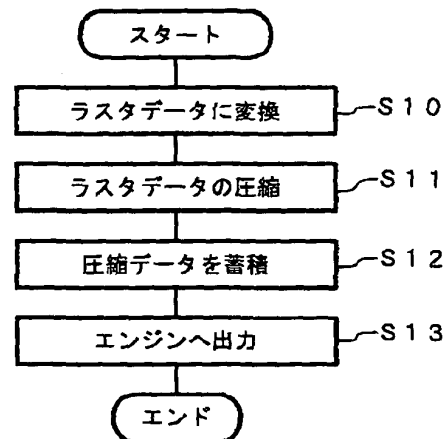 スタート
ラスタデータに変換 S10
ラスタデータの圧縮 S11
圧縮データを蓄積 S12
エンジンへ出力 S13
エンド